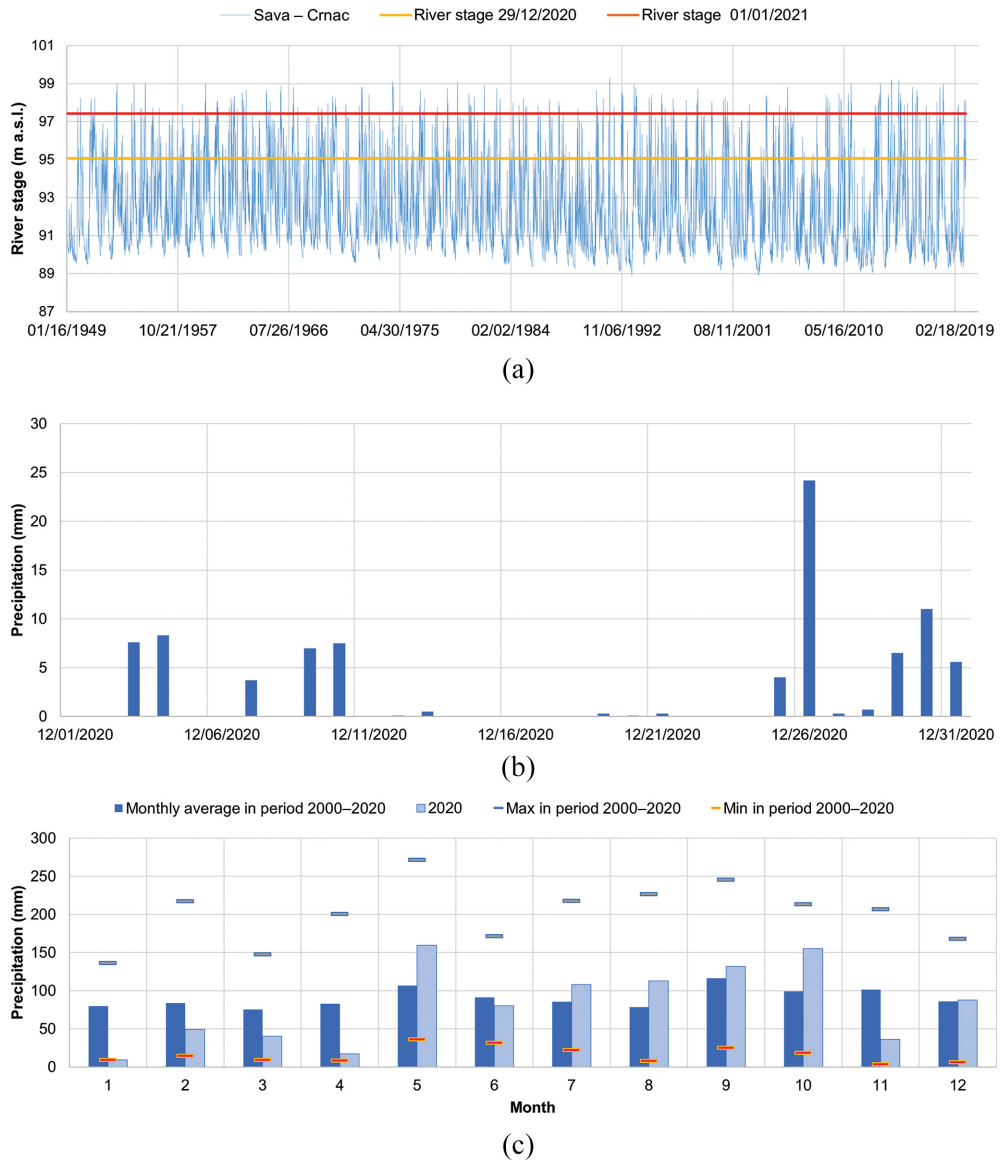 Sava – Crnac River stage 29/12/2020 River stage 01/01/2021
River stage (m a.s.l.)
101
99
97
95
93
91
89
87
01/16/1949 10/21/1957 07/26/1966 04/30/1975 02/02/1984 11/06/1992 08/11/2001 05/16/2010 02/18/2019
(a)
Precipitation (mm)
30
25
20
15
10
5
0
12/01/2020 12/06/2020 12/11/2020 12/16/2020 12/21/2020 12/26/2020 12/31/2020
(b)
Monthly average in period 2000–2020 2020 Max in period 2000–2020 Min in period 2000–2020
Precipitation (mm)
300
250
200
150
100
50
0
1 2 3 4 5 6 7 8 9 10 11 12
Month
(c)